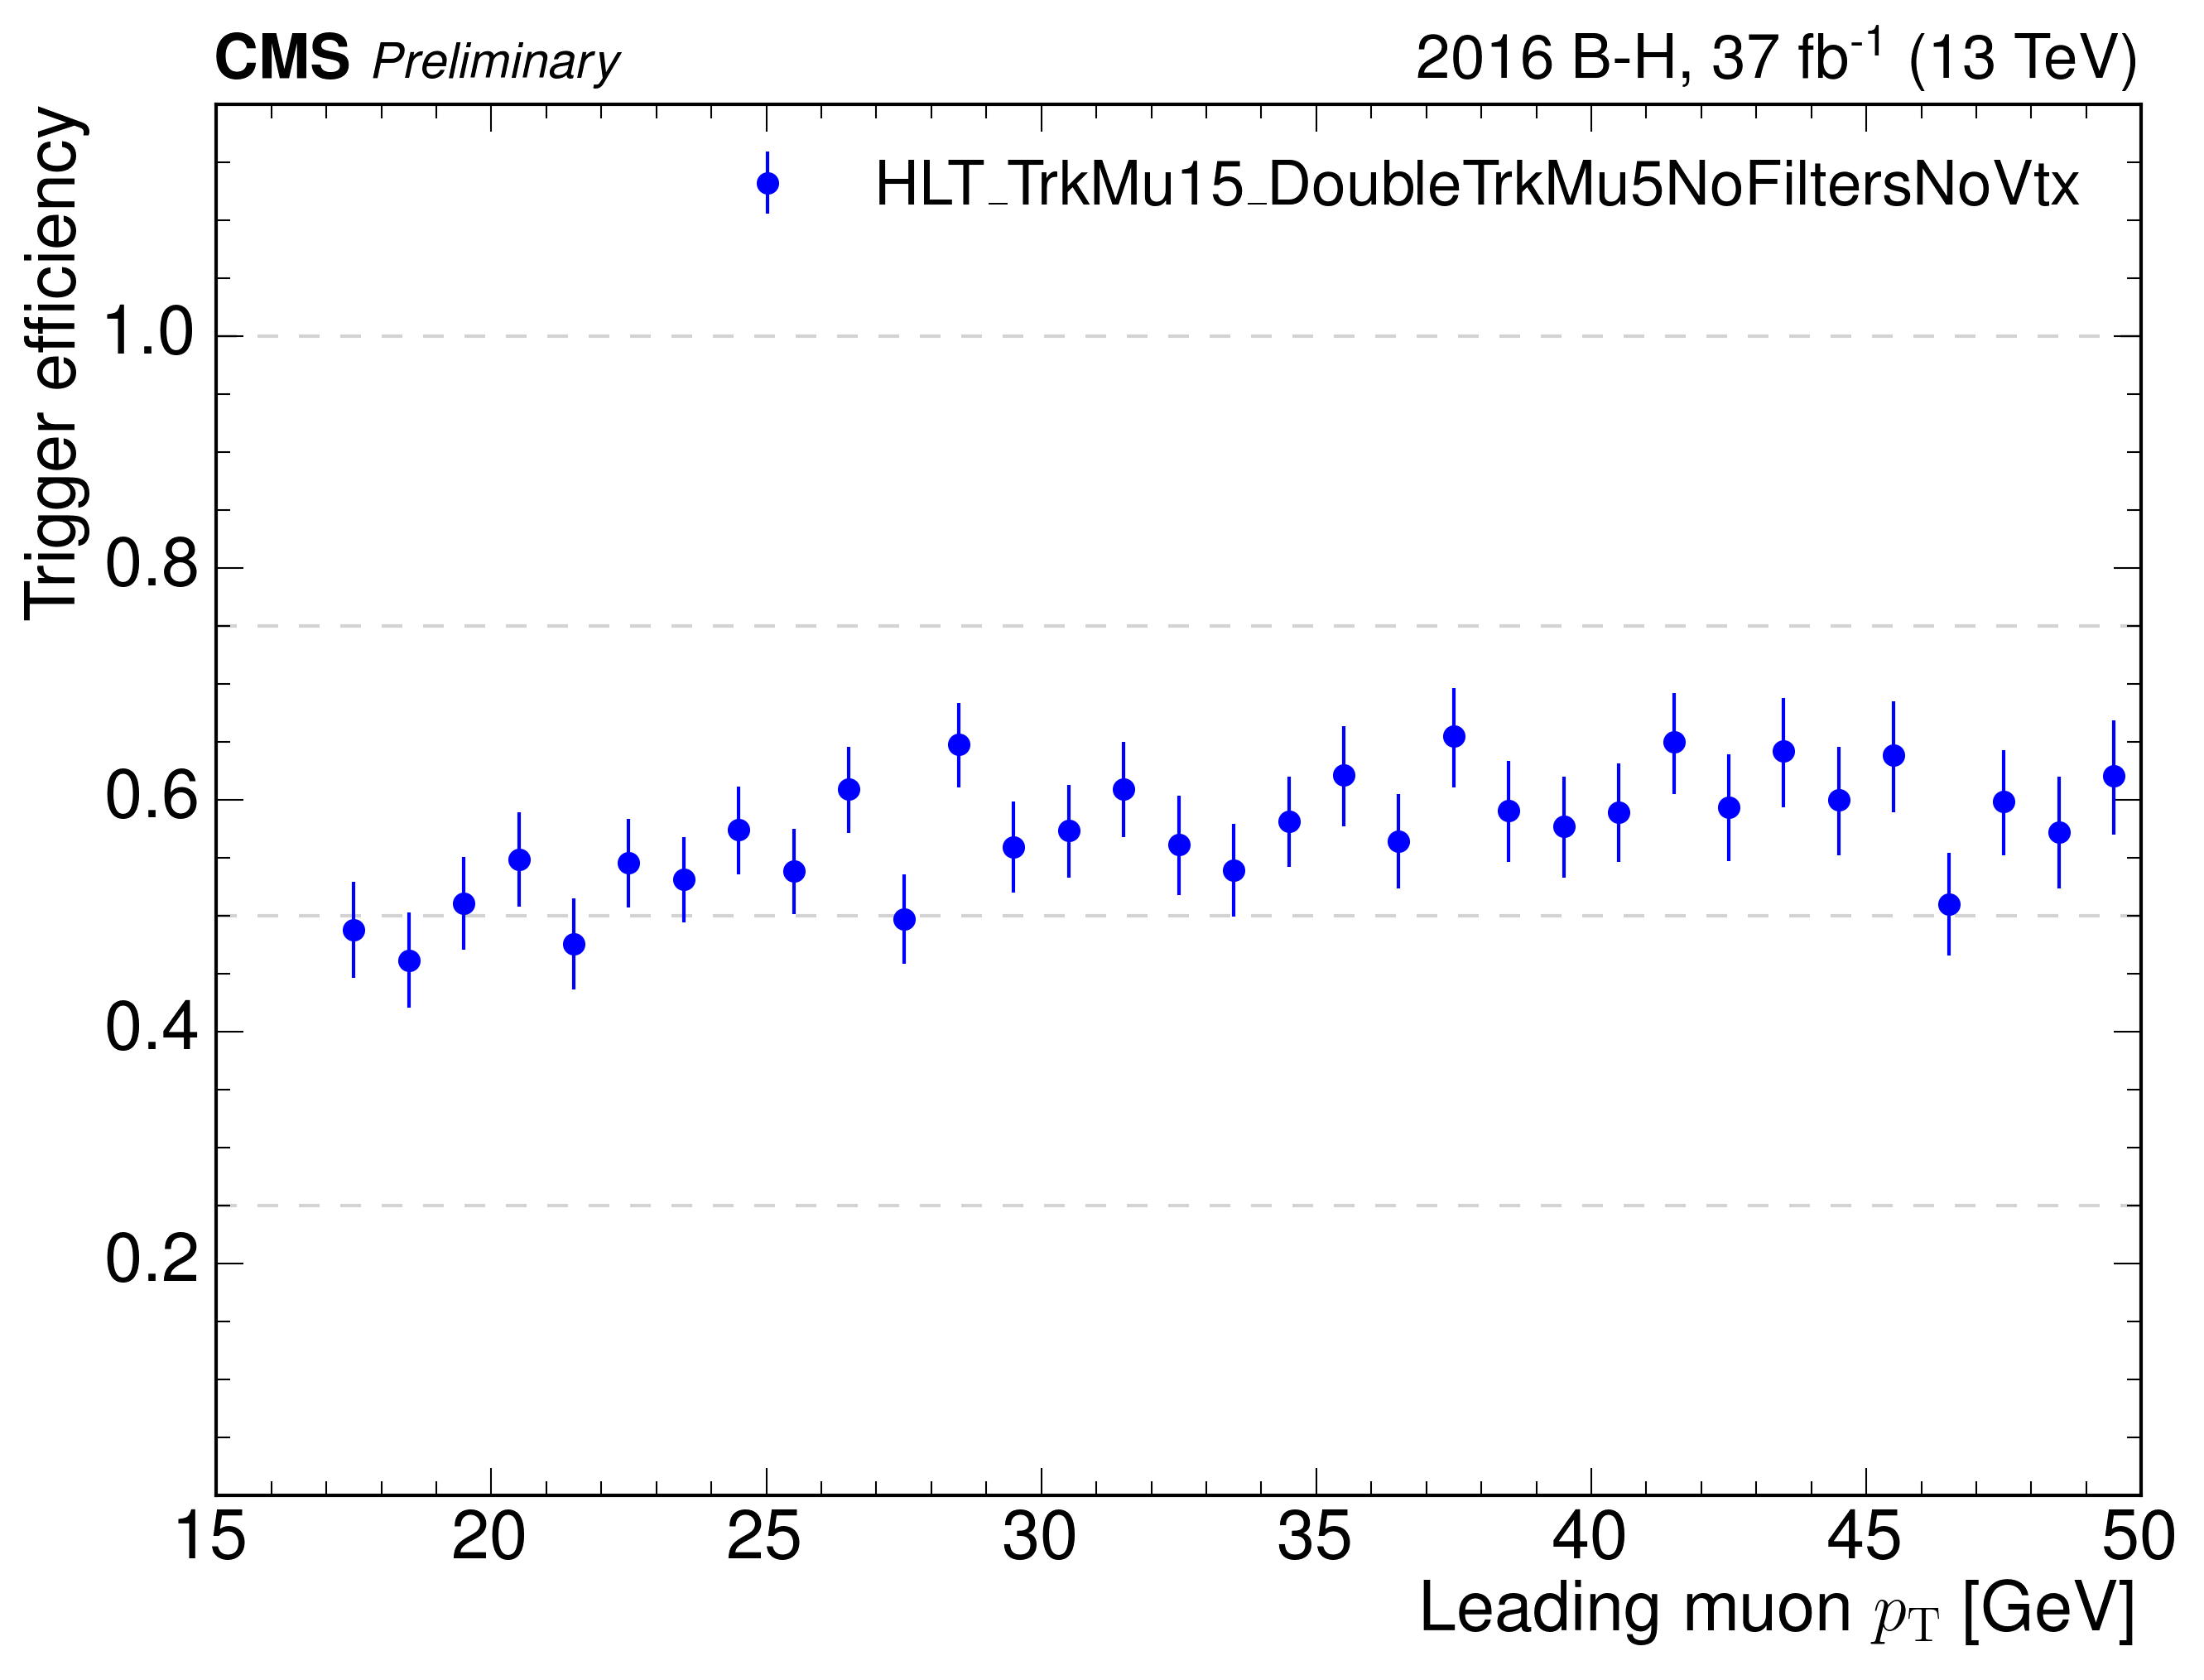 CMS Preliminary 2016 B-H, 37 fb⁻¹ (13 TeV)
HLT_TrkMu15_DoubleTrkMu5NoFiltersNoVtx
Trigger efficiency
1.0
0.8
0.6
0.4
0.2
15 20 25 30 35 40 45 50
Leading muon p_T [GeV]